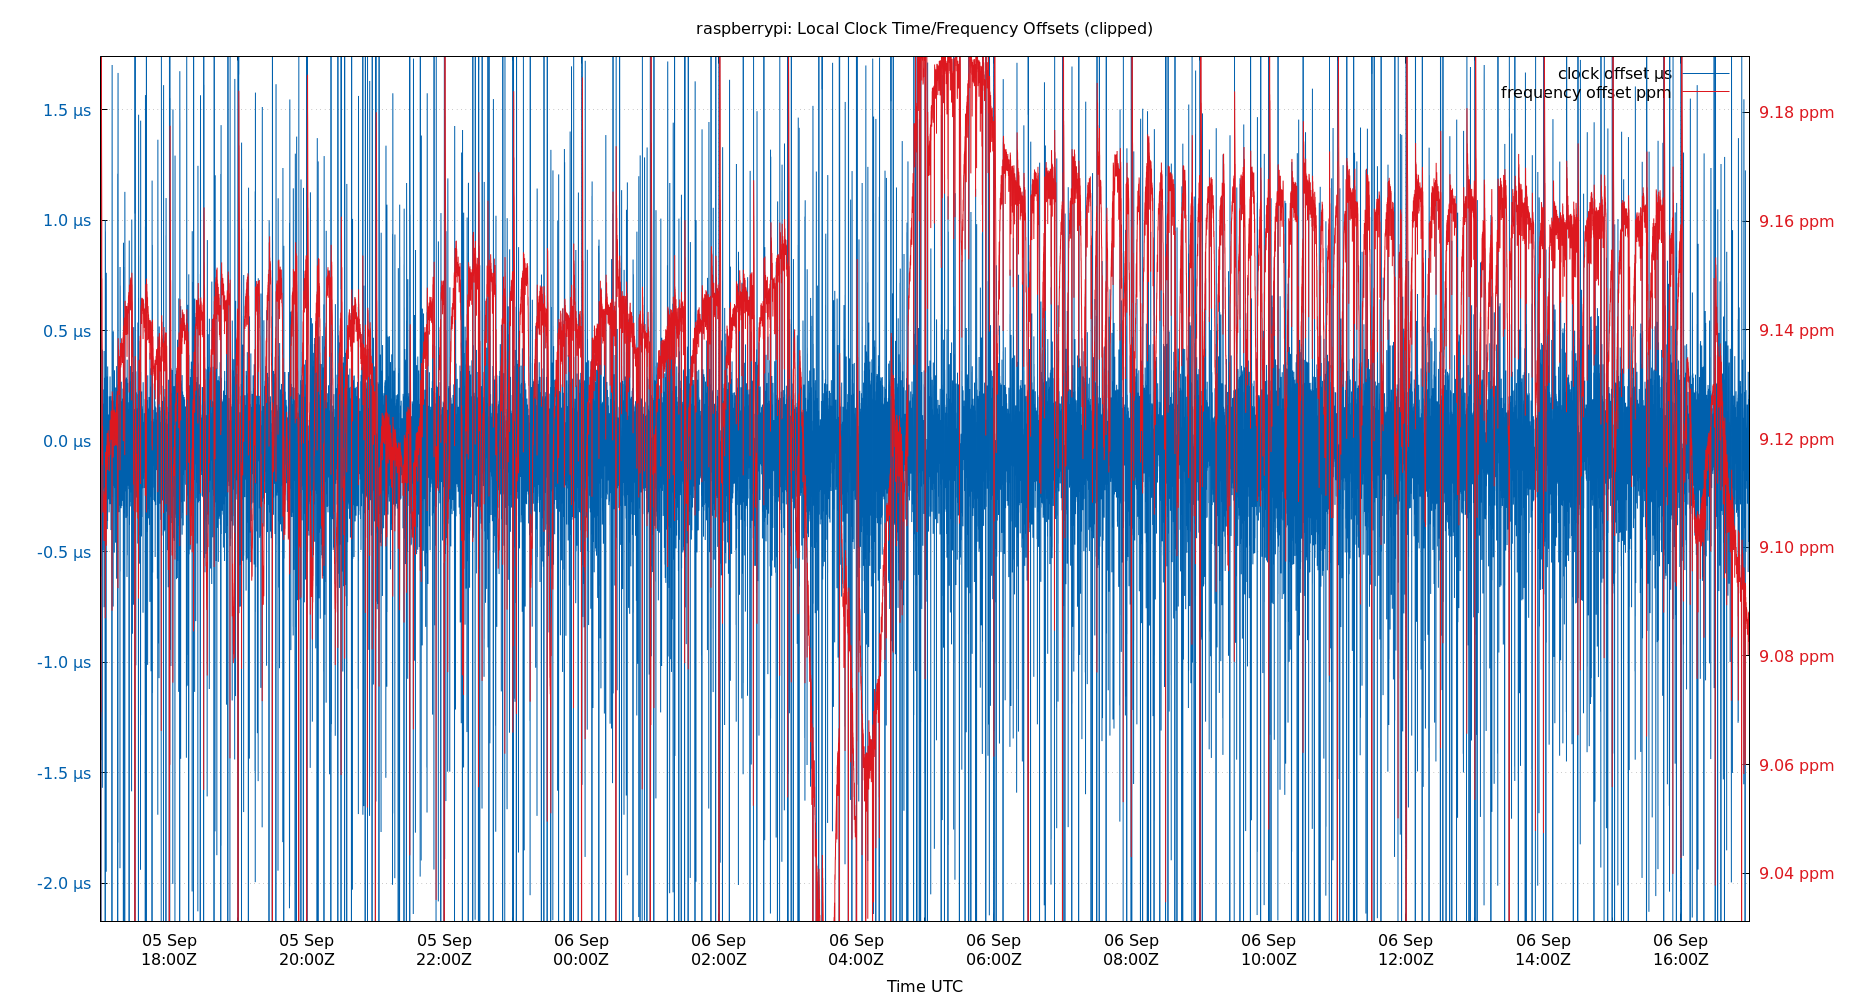 raspberrypi: Local Clock Time/Frequency Offsets (clipped)
clock offset µs
frequency offset ppm
1.5 µs
1.0 µs
0.5 µs
0.0 µs
-0.5 µs
-1.0 µs
-1.5 µs
-2.0 µs
9.18 ppm
9.16 ppm
9.14 ppm
9.12 ppm
9.10 ppm
9.08 ppm
9.06 ppm
9.04 ppm
05 Sep 05 Sep 05 Sep 06 Sep 06 Sep 06 Sep 06 Sep 06 Sep 06 Sep 06 Sep 06 Sep 06 Sep
18:00Z 20:00Z 22:00Z 00:00Z 02:00Z 04:00Z 06:00Z 08:00Z 10:00Z 12:00Z 14:00Z 16:00Z
Time UTC